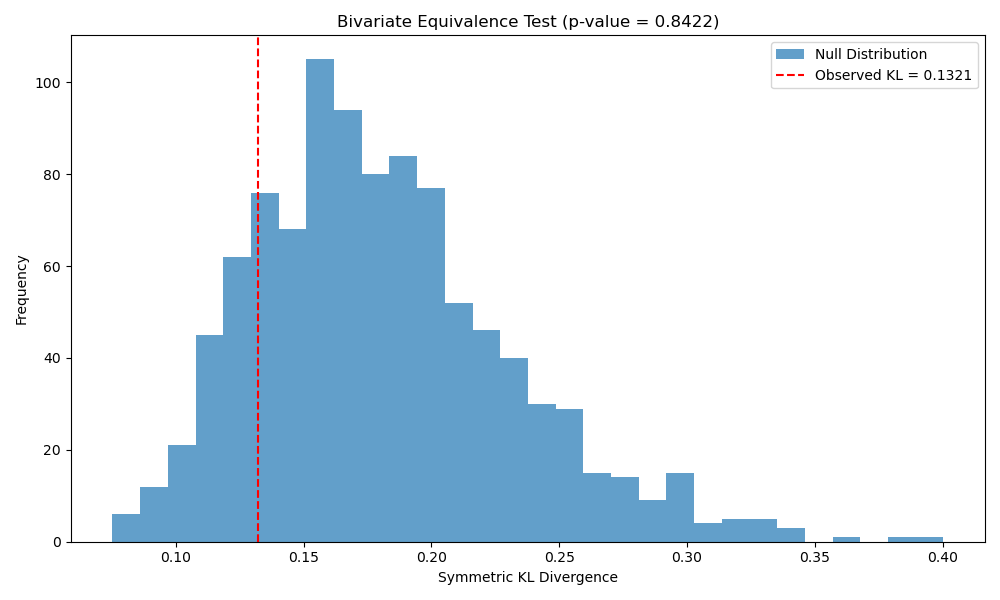 Bivariate Equivalence Test (p-value = 0.8422)
Null Distribution
Observed KL = 0.1321
Frequency
100
80
60
40
20
0
0.10 0.15 0.20 0.25 0.30 0.35 0.40
Symmetric KL Divergence